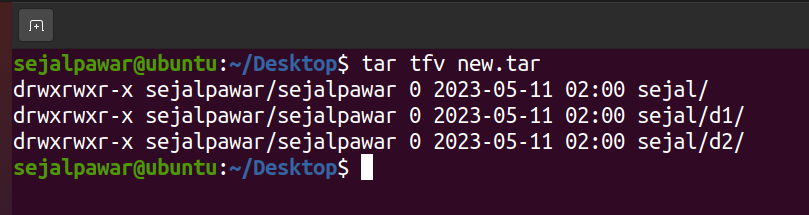 sejalpawar@ubuntu:~/Desktop$ tar tfv new.tar
drwxrwxr-x sejalpawar/sejalpawar 0 2023-05-11 02:00 sejal/
drwxrwxr-x sejalpawar/sejalpawar 0 2023-05-11 02:00 sejal/d1/
drwxrwxr-x sejalpawar/sejalpawar 0 2023-05-11 02:00 sejal/d2/
sejalpawar@ubuntu:~/Desktop$